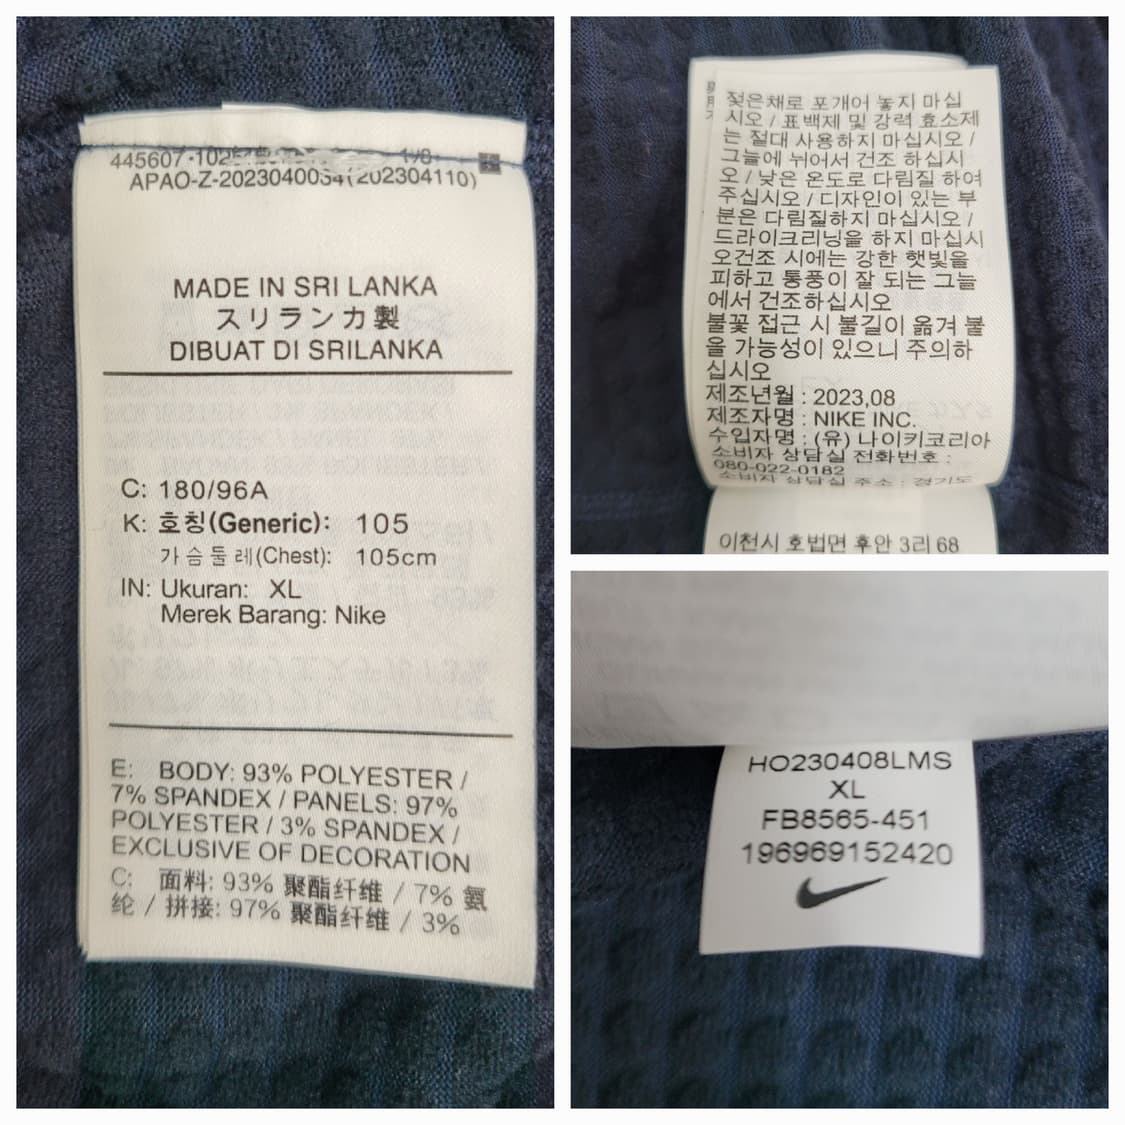 APAO-Z-2023040034(202304110)
MADE IN SRI LANKA
スリランカ製
DIBUAT DI SRILANKA
C: 180/96A
K: 호칭(Generic): 105
가슴둘레(Chest): 105cm
IN: Ukuran: XL
Merek Barang: Nike
E: BODY: 93% POLYESTER /
7% SPANDEX / PANELS: 97%
POLYESTER / 3% SPANDEX /
EXCLUSIVE OF DECORATION
C: 面料: 93% 聚酯纤维 / 7% 氨
纶 / 拼接: 97% 聚酯纤维 / 3%
젖은채로 포개어 놓지 마십
시오 / 표백제 및 강력 효소제
는 절대 사용하지 마십시오 /
그늘에 뉘어서 건조 하십시
오 / 낮은 온도로 다림질 하여
주십시오 / 디자인이 있는 부
분은 다림질하지 마십시오 /
드라이크리닝을 하지 마십시
오건조 시에는 강한 햇빛을
피하고 통풍이 잘 되는 그늘
에서 건조하십시오
불꽃 접근 시 불길이 옮겨 붙
을 가능성이 있으니 주의하
십시오
제조년월 : 2023,08
제조자명 : NIKE INC.
수입자명 : (유) 나이키코리아
소비자 상담실 전화번호 :
080-022-0182
소비자 상담실 주소 : 경기도
이천시 호법면 후안 3리 68
HO230408LMS
XL
FB8565-451
196969152420